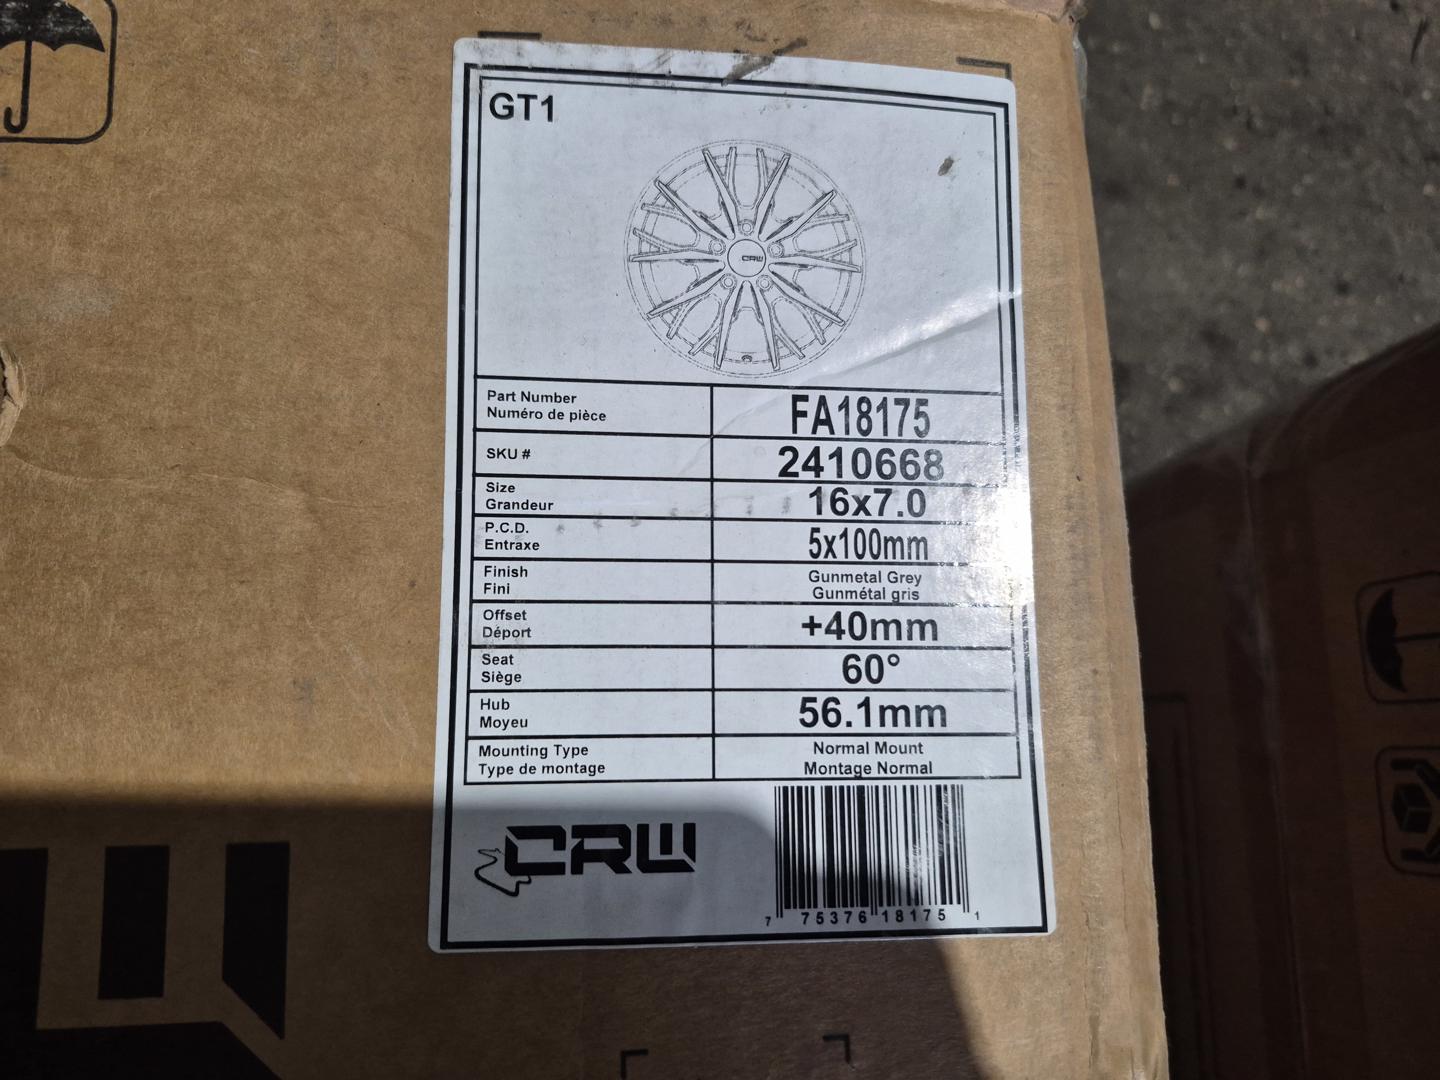 GT1
CRW
Part Number
Numéro de pièce
FA18175
SKU #
2410668
Size
Grandeur
16x7.0
P.C.D.
Entraxe
5x100mm
Finish
Fini
Gunmetal Grey
Gunmétal gris
Offset
Déport
+40mm
Seat
Siège
60°
Hub
Moyeu
56.1mm
Mounting Type
Type de montage
Normal Mount
Montage Normal
CRW
7 75376 18175 1